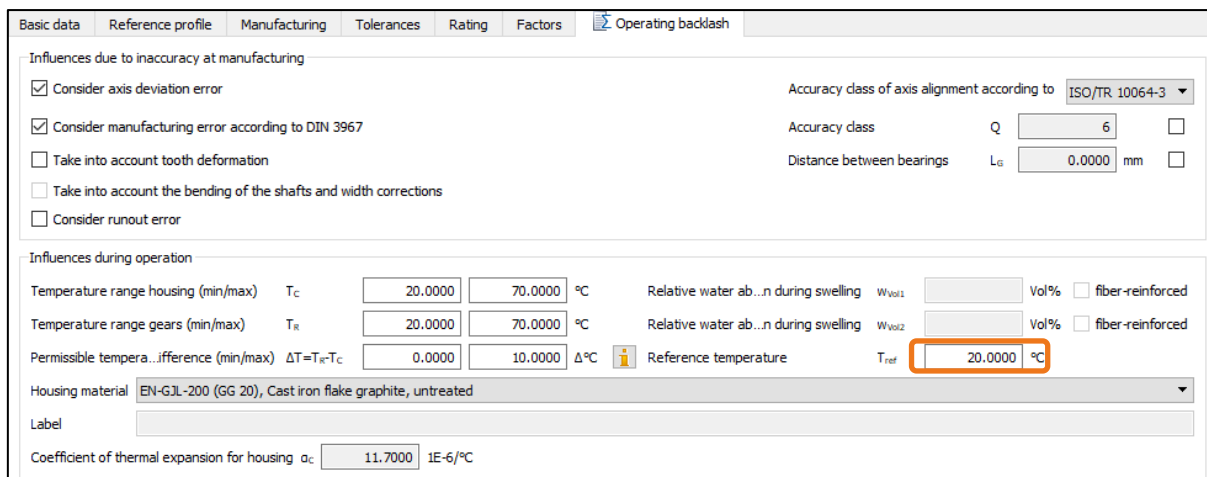 Basic data Reference profile Manufacturing Tolerances Rating Factors Operating backlash
Influences due to inaccuracy at manufacturing
Consider axis deviation error Accuracy class of axis alignment according to ISO/TR 10064-3
Consider manufacturing error according to DIN 3967 Accuracy class Q 6
Take into account tooth deformation Distance between bearings LG 0.0000 mm
Take into account the bending of the shafts and width corrections
Consider runout error
Influences during operation
Temperature range housing (min/max) TC 20.0000 70.0000 °C Relative water ab...n during swelling wVol1 Vol% fiber-reinforced
Temperature range gears (min/max) TR 20.0000 70.0000 °C Relative water ab...n during swelling wVol2 Vol% fiber-reinforced
Permissible tempera...ifference (min/max) ΔT=TR-TC 0.0000 10.0000 Δ°C i Reference temperature Tref 20.0000 °C
Housing material EN-GJL-200 (GG 20), Cast iron flake graphite, untreated
Label
Coefficient of thermal expansion for housing αC 11.7000 1E-6/°C